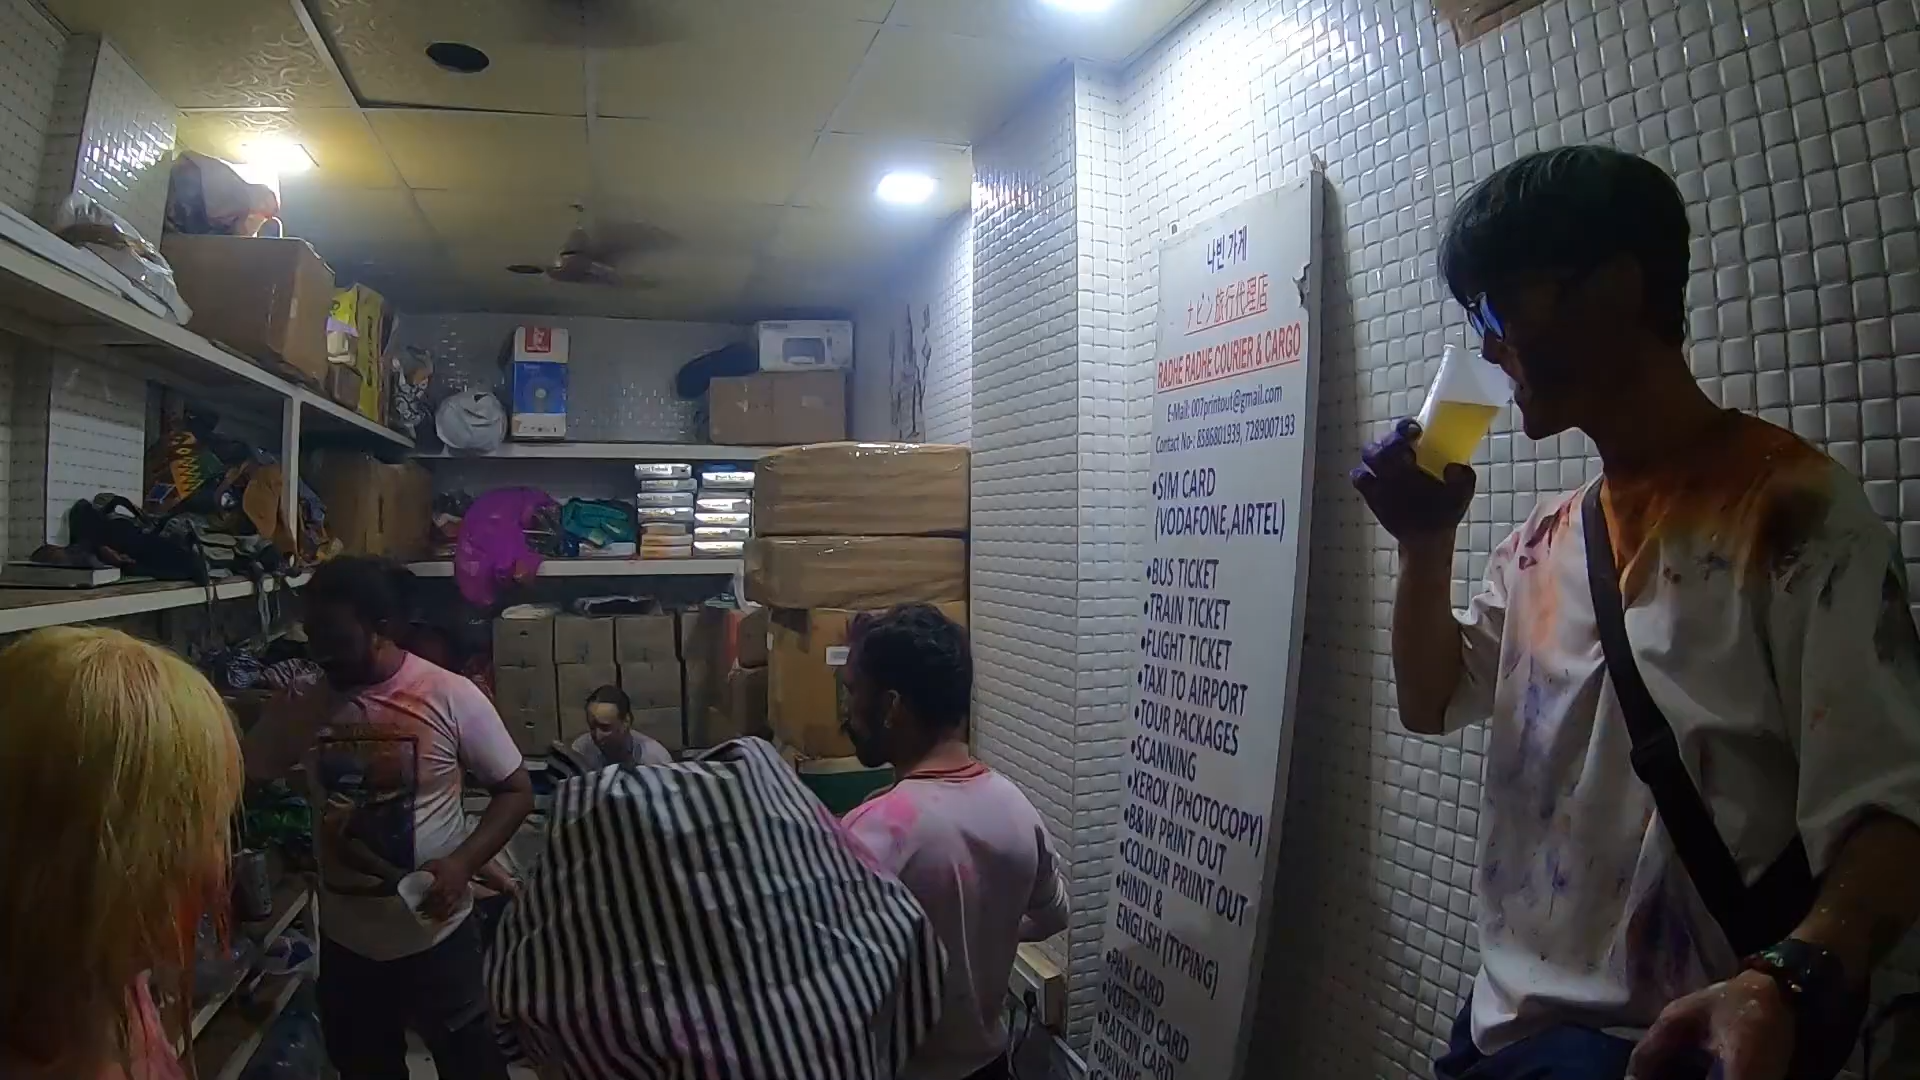 나빈 가게
ナビン旅行代理店
RADHE RADHE COURIER & CARGO
E-Mail: 007printout@gmail.com
Contact No-: 8586801939, 7289007193
•SIM CARD
(VODAFONE,AIRTEL)
•BUS TICKET
•TRAIN TICKET
•FLIGHT TICKET
•TAXI TO AIRPORT
•TOUR PACKAGES
•SCANNING
•XEROX (PHOTOCOPY)
•B&W PRINT OUT
•COLOUR PRIINT OUT
•HINDI &
ENGLISH (TYPING)
•PAN CARD
•VOTER ID CARD
•RATION CARD
•DRIVING